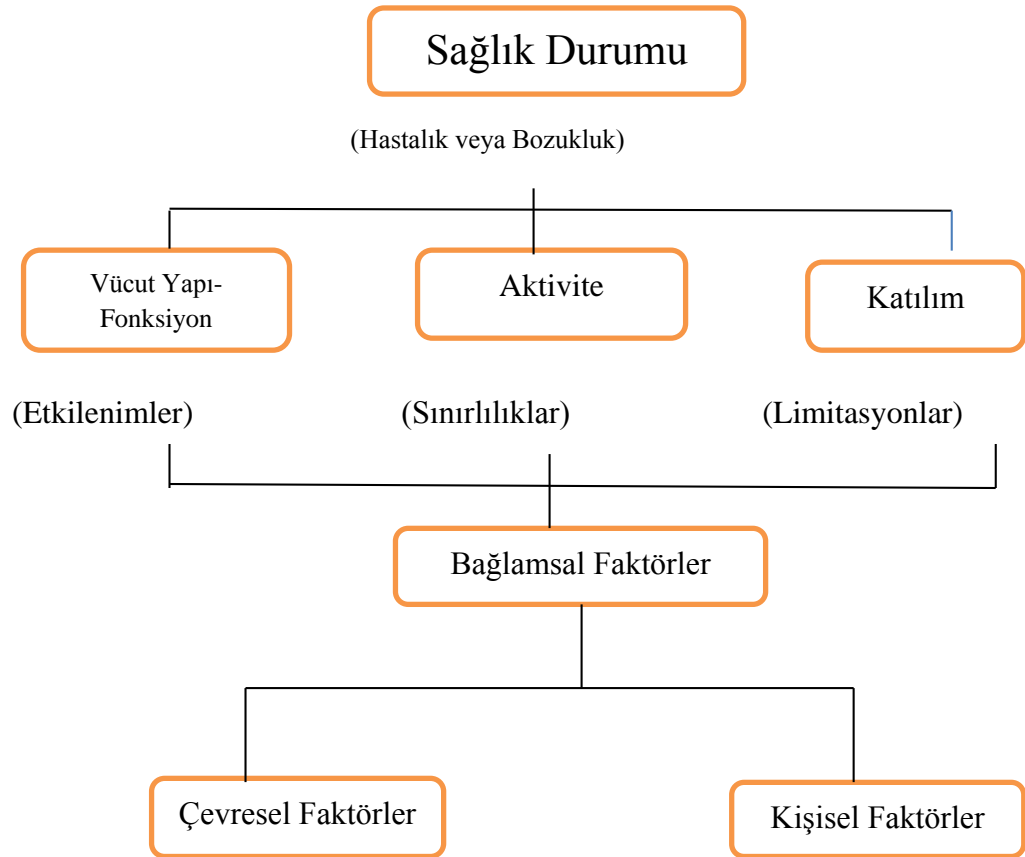 Sağlık Durumu
(Hastalık veya Bozukluk)
Vücut Yapı-
Fonksiyon
Aktivite
Katılım
(Etkilenimler)
(Sınırlılıklar)
(Limitasyonlar)
Bağlamsal Faktörler
Çevresel Faktörler
Kişisel Faktörler